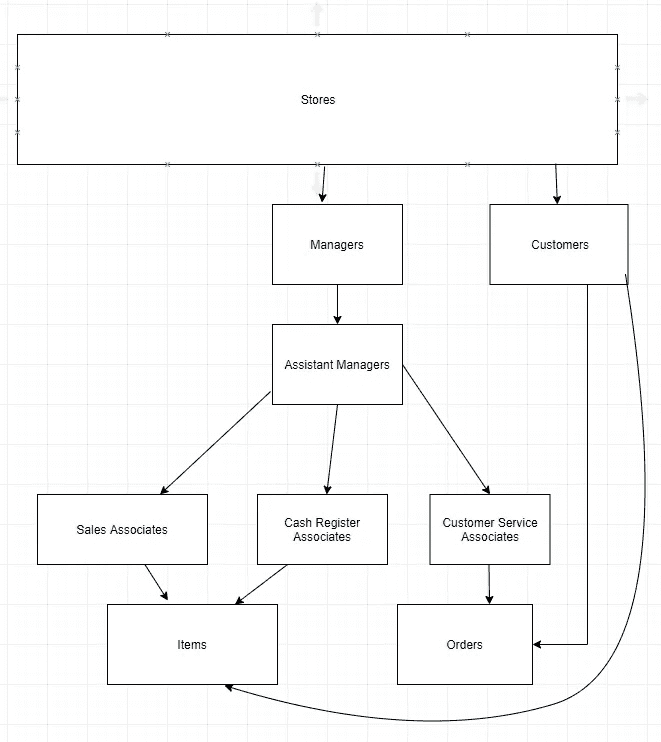 Stores
Managers
Customers
Assistant Managers
Sales Associates
Cash Register
Associates
Customer Service
Associates
Items
Orders